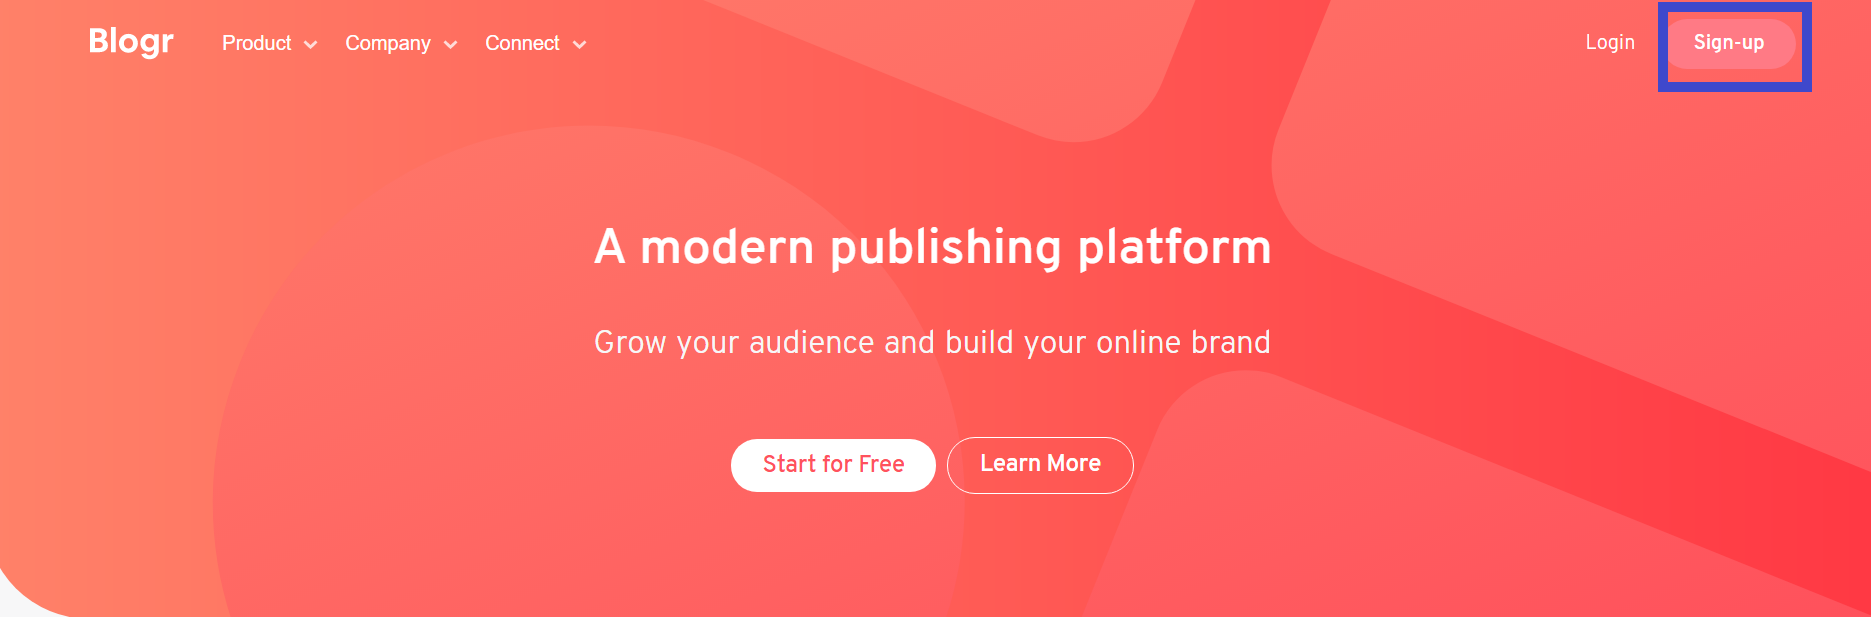 Blogr Product Company Connect Login Sign-up
A modern publishing platform
Grow your audience and build your online brand
Start for Free Learn More